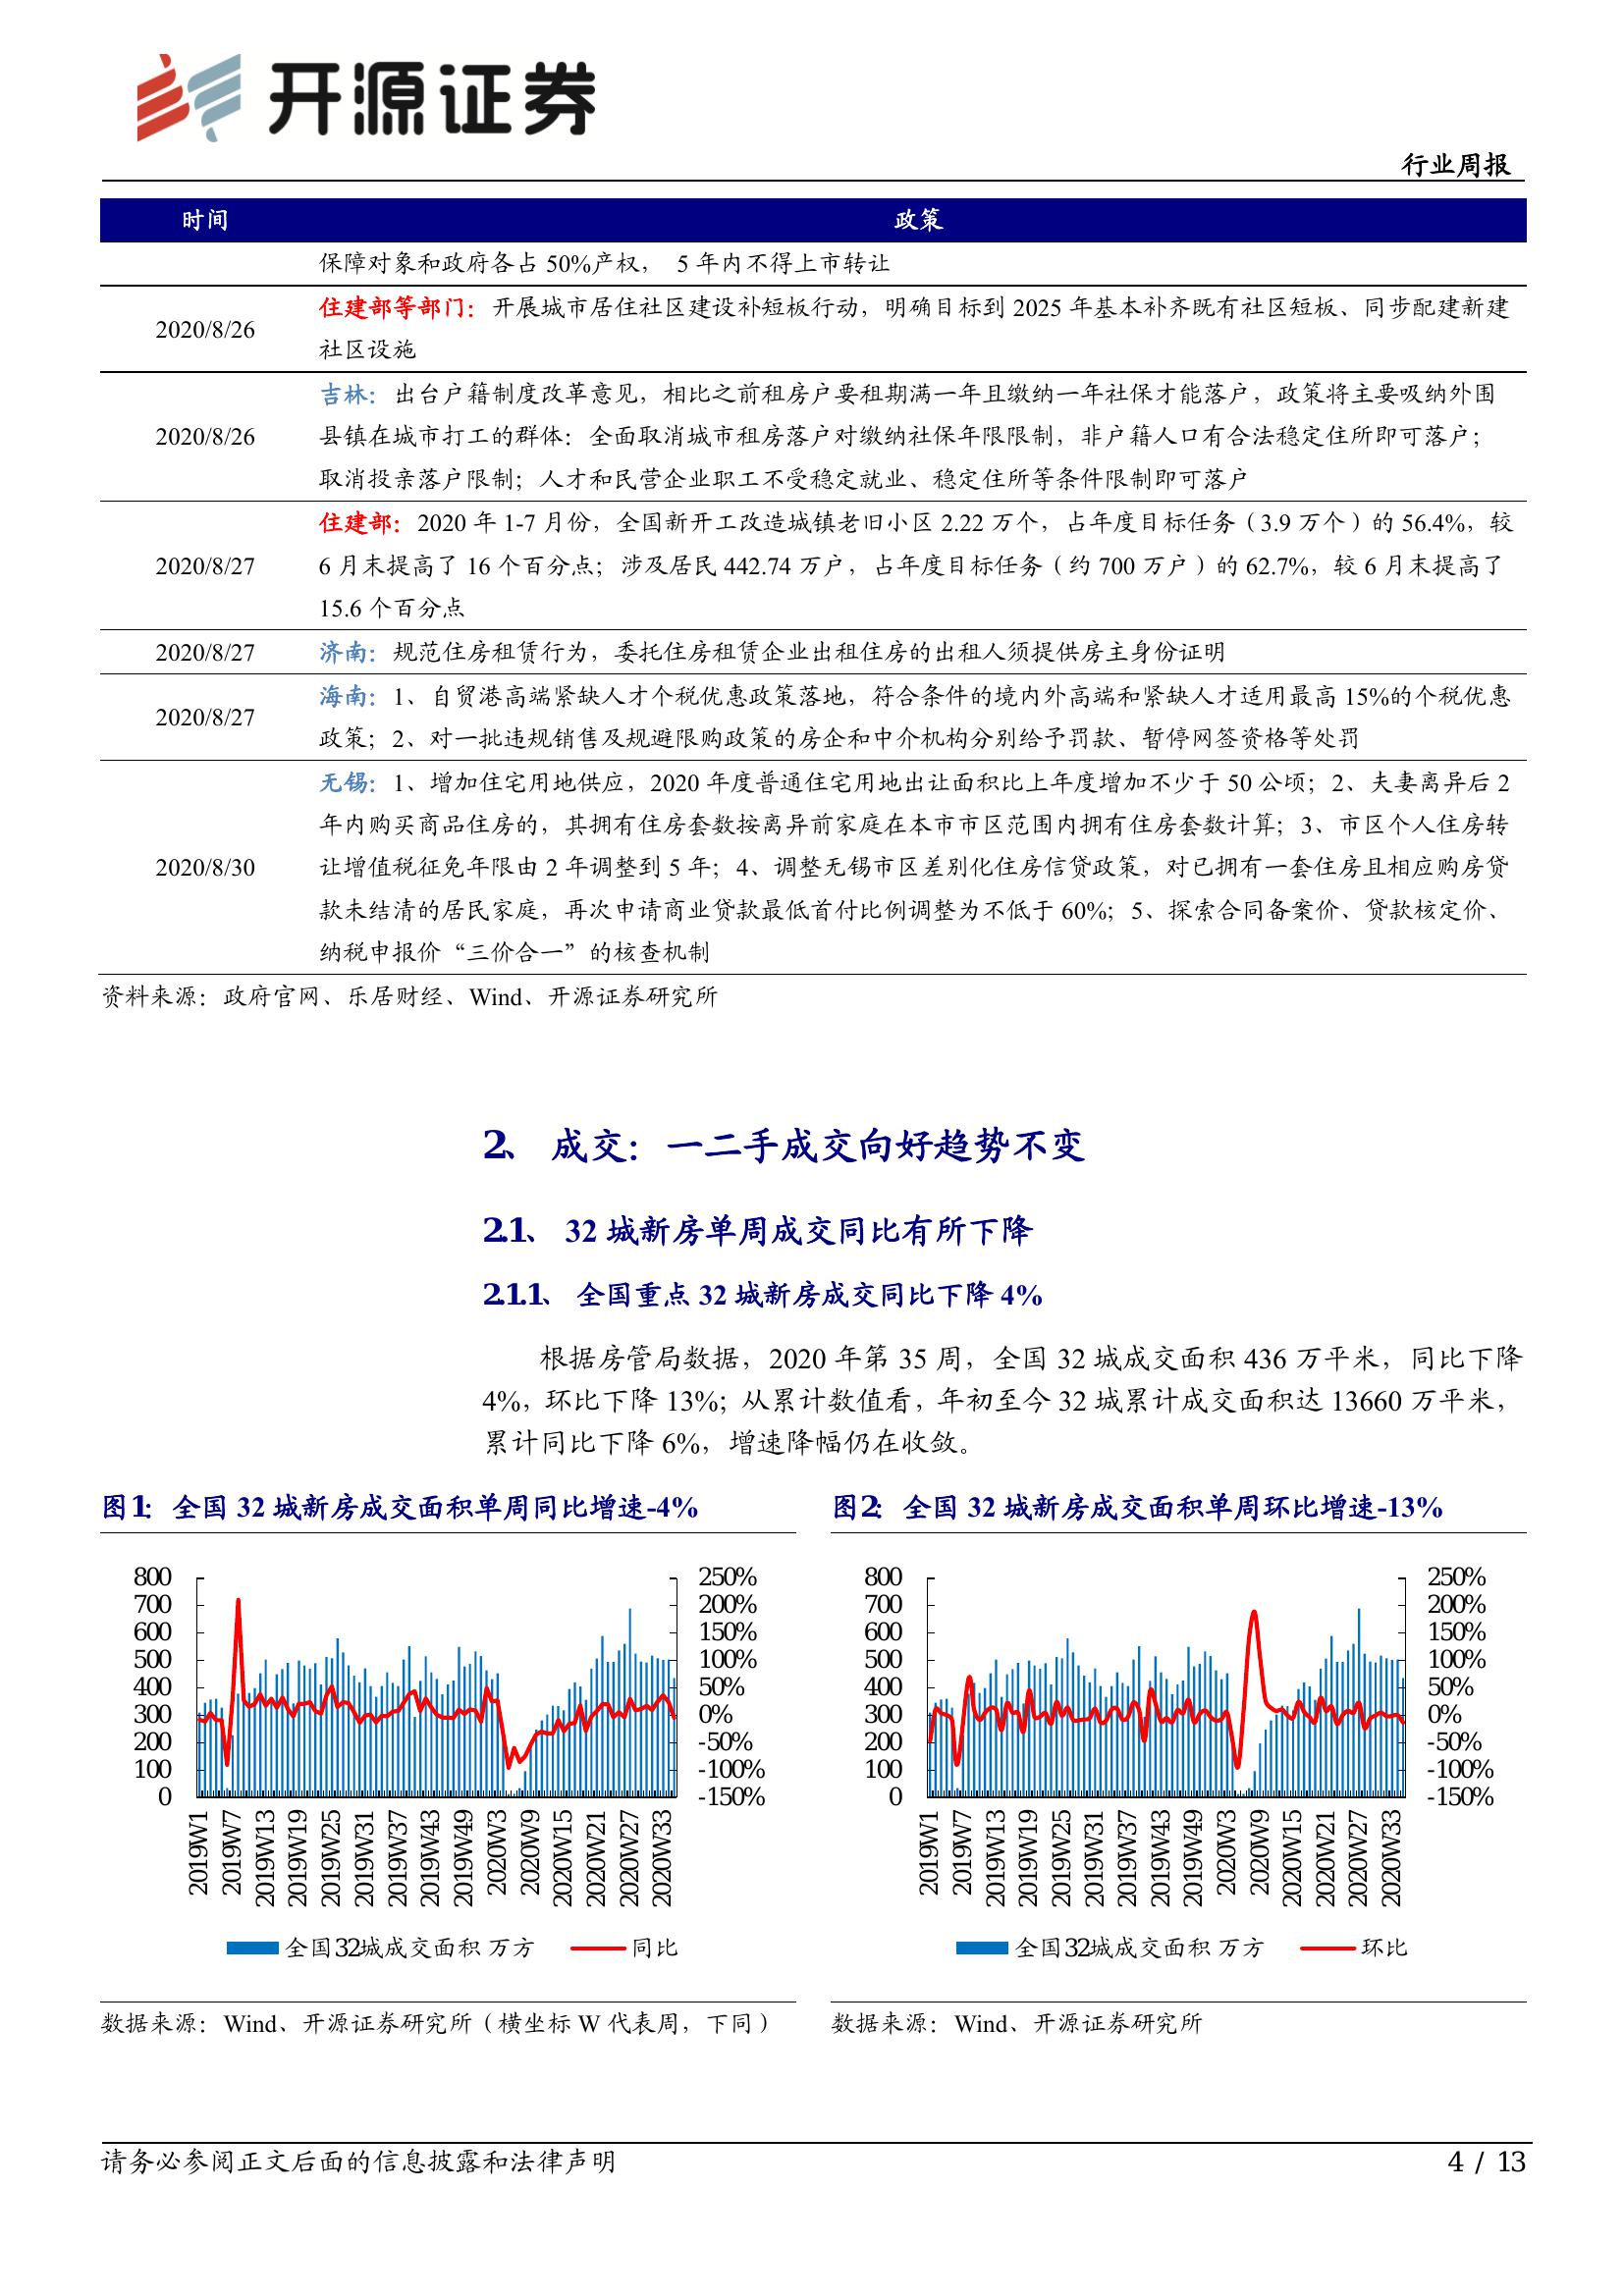 开源证券
行业周报
时间 政策
保障对象和政府各占 50%产权， 5 年内不得上市转让
2020/8/26
住建部等部门：开展城市居住社区建设补短板行动，明确目标到 2025 年基本补齐既有社区短板、同步配建新建
社区设施
2020/8/26
吉林：出台户籍制度改革意见，相比之前租房户要租期满一年且缴纳一年社保才能落户，政策将主要吸纳外围
县镇在城市打工的群体：全面取消城市租房落户对缴纳社保年限限制，非户籍人口有合法稳定住所即可落户；
取消投亲落户限制；人才和民营企业职工不受稳定就业、稳定住所等条件限制即可落户
2020/8/27
住建部：2020 年 1-7 月份，全国新开工改造城镇老旧小区 2.22 万个，占年度目标任务（3.9 万个）的 56.4%，较
6 月末提高了 16 个百分点；涉及居民 442.74 万户，占年度目标任务（约 700 万户）的 62.7%，较 6 月末提高了
15.6 个百分点
2020/8/27 济南：规范住房租赁行为，委托住房租赁企业出租住房的出租人须提供房主身份证明
2020/8/27
海南：1、自贸港高端紧缺人才个税优惠政策落地，符合条件的境内外高端和紧缺人才适用最高 15%的个税优惠
政策；2、对一批违规销售及规避限购政策的房企和中介机构分别给予罚款、暂停网签资格等处罚
2020/8/30
无锡：1、增加住宅用地供应，2020 年度普通住宅用地出让面积比上年度增加不少于 50 公顷；2、夫妻离异后 2
年内购买商品住房的，其拥有住房套数按离异前家庭在本市市区范围内拥有住房套数计算；3、市区个人住房转
让增值税征免年限由 2 年调整到 5 年；4、调整无锡市区差别化住房信贷政策，对已拥有一套住房且相应购房贷
款未结清的居民家庭，再次申请商业贷款最低首付比例调整为不低于 60%；5、探索合同备案价、贷款核定价、
纳税申报价“三价合一”的核查机制
资料来源：政府官网、乐居财经、Wind、开源证券研究所
2、 成交：一二手成交向好趋势不变
2.1、 32 城新房单周成交同比有所下降
2.1.1、 全国重点 32 城新房成交同比下降 4%
根据房管局数据，2020 年第 35 周，全国 32 城成交面积 436 万平米，同比下降
4%，环比下降 13%；从累计数值看，年初至今 32 城累计成交面积达 13660 万平米，
累计同比下降 6%，增速降幅仍在收敛。
图1： 全国 32 城新房成交面积单周同比增速-4%
800 250%
700 200%
600 150%
500 100%
400 50%
300 0%
200 -50%
100 -100%
0 -150%
2019W1 2019W7 2019W13 2019W19 2019W25 2019W31 2019W37 2019W43 2019W49 2020W3 2020W9 2020W15 2020W21 2020W27 2020W33
全国32城成交面积 万方 同比
数据来源：Wind、开源证券研究所（横坐标 W 代表周，下同）
图2： 全国 32 城新房成交面积单周环比增速-13%
800 250%
700 200%
600 150%
500 100%
400 50%
300 0%
200 -50%
100 -100%
0 -150%
2019W1 2019W7 2019W13 2019W19 2019W25 2019W31 2019W37 2019W43 2019W49 2020W3 2020W9 2020W15 2020W21 2020W27 2020W33
全国32城成交面积 万方 环比
数据来源：Wind、开源证券研究所
请务必参阅正文后面的信息披露和法律声明 4 / 13